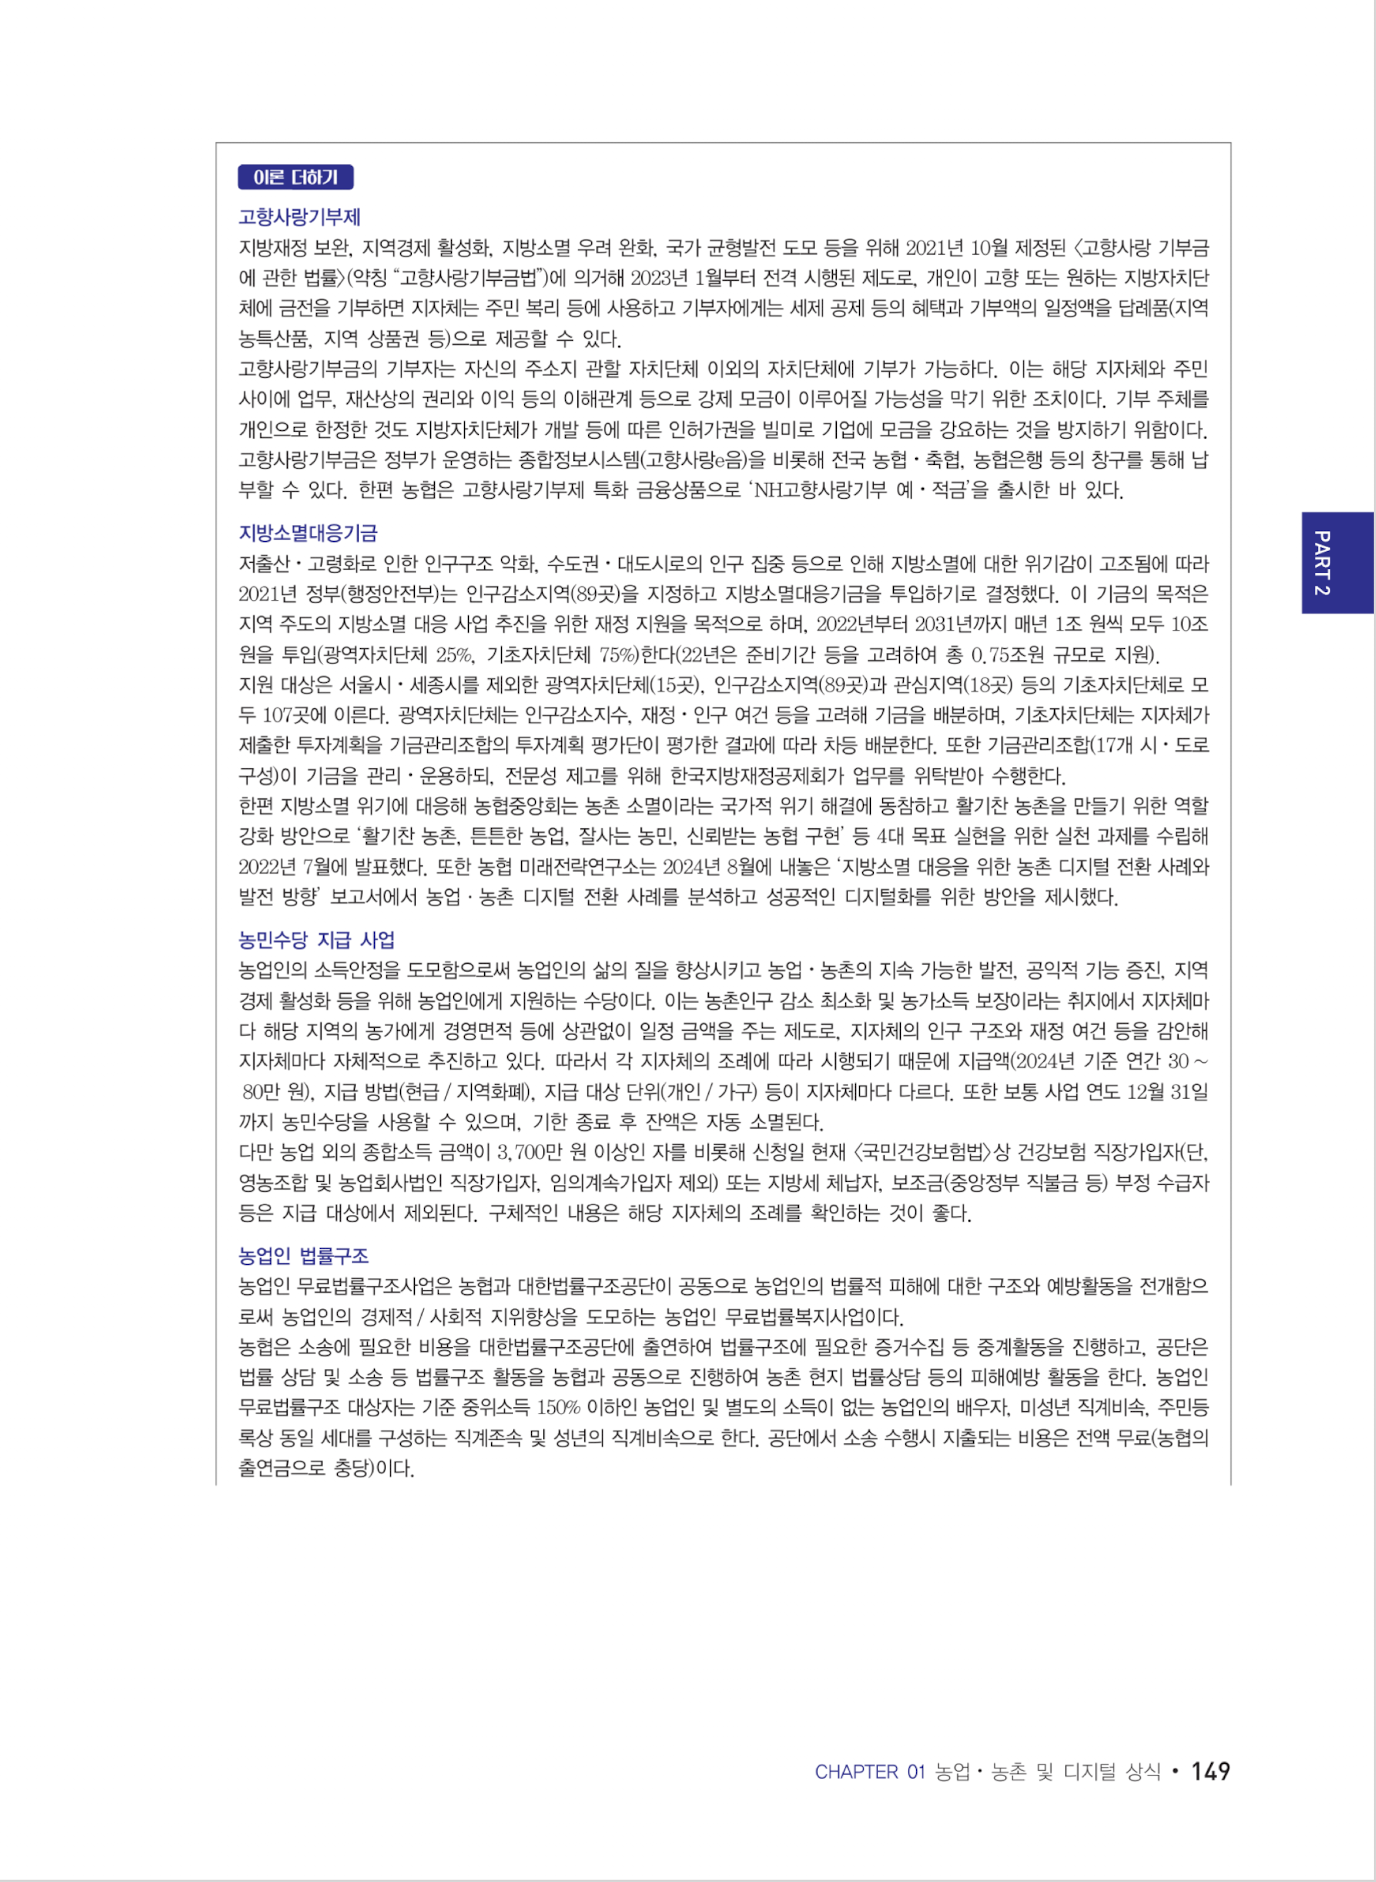 이론 더하기
고향사랑기부제
지방재정 보완, 지역경제 활성화, 지방소멸 우려 완화, 국가 균형발전 도모 등을 위해 2021년 10월 제정된 〈고향사랑 기부금
에 관한 법률〉(약칭 “고향사랑기부금법”)에 의거해 2023년 1월부터 전격 시행된 제도로, 개인이 고향 또는 원하는 지방자치단
체에 금전을 기부하면 지자체는 주민 복리 등에 사용하고 기부자에게는 세제 공제 등의 혜택과 기부액의 일정액을 답례품(지역
농특산품, 지역 상품권 등)으로 제공할 수 있다.
고향사랑기부금의 기부자는 자신의 주소지 관할 자치단체 이외의 자치단체에 기부가 가능하다. 이는 해당 지자체와 주민
사이에 업무, 재산상의 권리와 이익 등의 이해관계 등으로 강제 모금이 이루어질 가능성을 막기 위한 조치이다. 기부 주체를
개인으로 한정한 것도 지방자치단체가 개발 등에 따른 인허가권을 빌미로 기업에 모금을 강요하는 것을 방지하기 위함이다.
고향사랑기부금은 정부가 운영하는 종합정보시스템(고향사랑e음)을 비롯해 전국 농협·축협, 농협은행 등의 창구를 통해 납
부할 수 있다. 한편 농협은 고향사랑기부제 특화 금융상품으로 ‘NH고향사랑기부 예·적금’을 출시한 바 있다.
지방소멸대응기금
저출산·고령화로 인한 인구구조 악화, 수도권·대도시로의 인구 집중 등으로 인해 지방소멸에 대한 위기감이 고조됨에 따라
2021년 정부(행정안전부)는 인구감소지역(89곳)을 지정하고 지방소멸대응기금을 투입하기로 결정했다. 이 기금의 목적은
지역 주도의 지방소멸 대응 사업 추진을 위한 재정 지원을 목적으로 하며, 2022년부터 2031년까지 매년 1조 원씩 모두 10조
원을 투입(광역자치단체 25%, 기초자치단체 75%)한다(22년은 준비기간 등을 고려하여 총 0.75조원 규모로 지원).
지원 대상은 서울시·세종시를 제외한 광역자치단체(15곳), 인구감소지역(89곳)과 관심지역(18곳) 등의 기초자치단체로 모
두 107곳에 이른다. 광역자치단체는 인구감소지수, 재정·인구 여건 등을 고려해 기금을 배분하며, 기초자치단체는 지자체가
제출한 투자계획을 기금관리조합의 투자계획 평가단이 평가한 결과에 따라 차등 배분한다. 또한 기금관리조합(17개 시·도로
구성)이 기금을 관리·운용하되, 전문성 제고를 위해 한국지방재정공제회가 업무를 위탁받아 수행한다.
한편 지방소멸 위기에 대응해 농협중앙회는 농촌 소멸이라는 국가적 위기 해결에 동참하고 활기찬 농촌을 만들기 위한 역할
강화 방안으로 ‘활기찬 농촌, 튼튼한 농업, 잘사는 농민, 신뢰받는 농협 구현’ 등 4대 목표 실현을 위한 실천 과제를 수립해
2022년 7월에 발표했다. 또한 농협 미래전략연구소는 2024년 8월에 내놓은 ‘지방소멸 대응을 위한 농촌 디지털 전환 사례와
발전 방향’ 보고서에서 농업·농촌 디지털 전환 사례를 분석하고 성공적인 디지털화를 위한 방안을 제시했다.
농민수당 지급 사업
농업인의 소득안정을 도모함으로써 농업인의 삶의 질을 향상시키고 농업·농촌의 지속 가능한 발전, 공익적 기능 증진, 지역
경제 활성화 등을 위해 농업인에게 지원하는 수당이다. 이는 농촌인구 감소 최소화 및 농가소득 보장이라는 취지에서 지자체마
다 해당 지역의 농가에게 경영면적 등에 상관없이 일정 금액을 주는 제도로, 지자체의 인구 구조와 재정 여건 등을 감안해
지자체마다 자체적으로 추진하고 있다. 따라서 각 지자체의 조례에 따라 시행되기 때문에 지급액(2024년 기준 연간 30～
80만 원), 지급 방법(현급 / 지역화폐), 지급 대상 단위(개인 / 가구) 등이 지자체마다 다르다. 또한 보통 사업 연도 12월 31일
까지 농민수당을 사용할 수 있으며, 기한 종료 후 잔액은 자동 소멸된다.
다만 농업 외의 종합소득 금액이 3,700만 원 이상인 자를 비롯해 신청일 현재 〈국민건강보험법〉상 건강보험 직장가입자(단,
영농조합 및 농업회사법인 직장가입자, 임의계속가입자 제외) 또는 지방세 체납자, 보조금(중앙정부 직불금 등) 부정 수급자
등은 지급 대상에서 제외된다. 구체적인 내용은 해당 지자체의 조례를 확인하는 것이 좋다.
농업인 법률구조
농업인 무료법률구조사업은 농협과 대한법률구조공단이 공동으로 농업인의 법률적 피해에 대한 구조와 예방활동을 전개함으
로써 농업인의 경제적 / 사회적 지위향상을 도모하는 농업인 무료법률복지사업이다.
농협은 소송에 필요한 비용을 대한법률구조공단에 출연하여 법률구조에 필요한 증거수집 등 중계활동을 진행하고, 공단은
법률 상담 및 소송 등 법률구조 활동을 농협과 공동으로 진행하여 농촌 현지 법률상담 등의 피해예방 활동을 한다. 농업인
무료법률구조 대상자는 기준 중위소득 150% 이하인 농업인 및 별도의 소득이 없는 농업인의 배우자, 미성년 직계비속, 주민등
록상 동일 세대를 구성하는 직계존속 및 성년의 직계비속으로 한다. 공단에서 소송 수행시 지출되는 비용은 전액 무료(농협의
출연금으로 충당)이다.
PART 2
CHAPTER 01 농업·농촌 및 디지털 상식 • 149